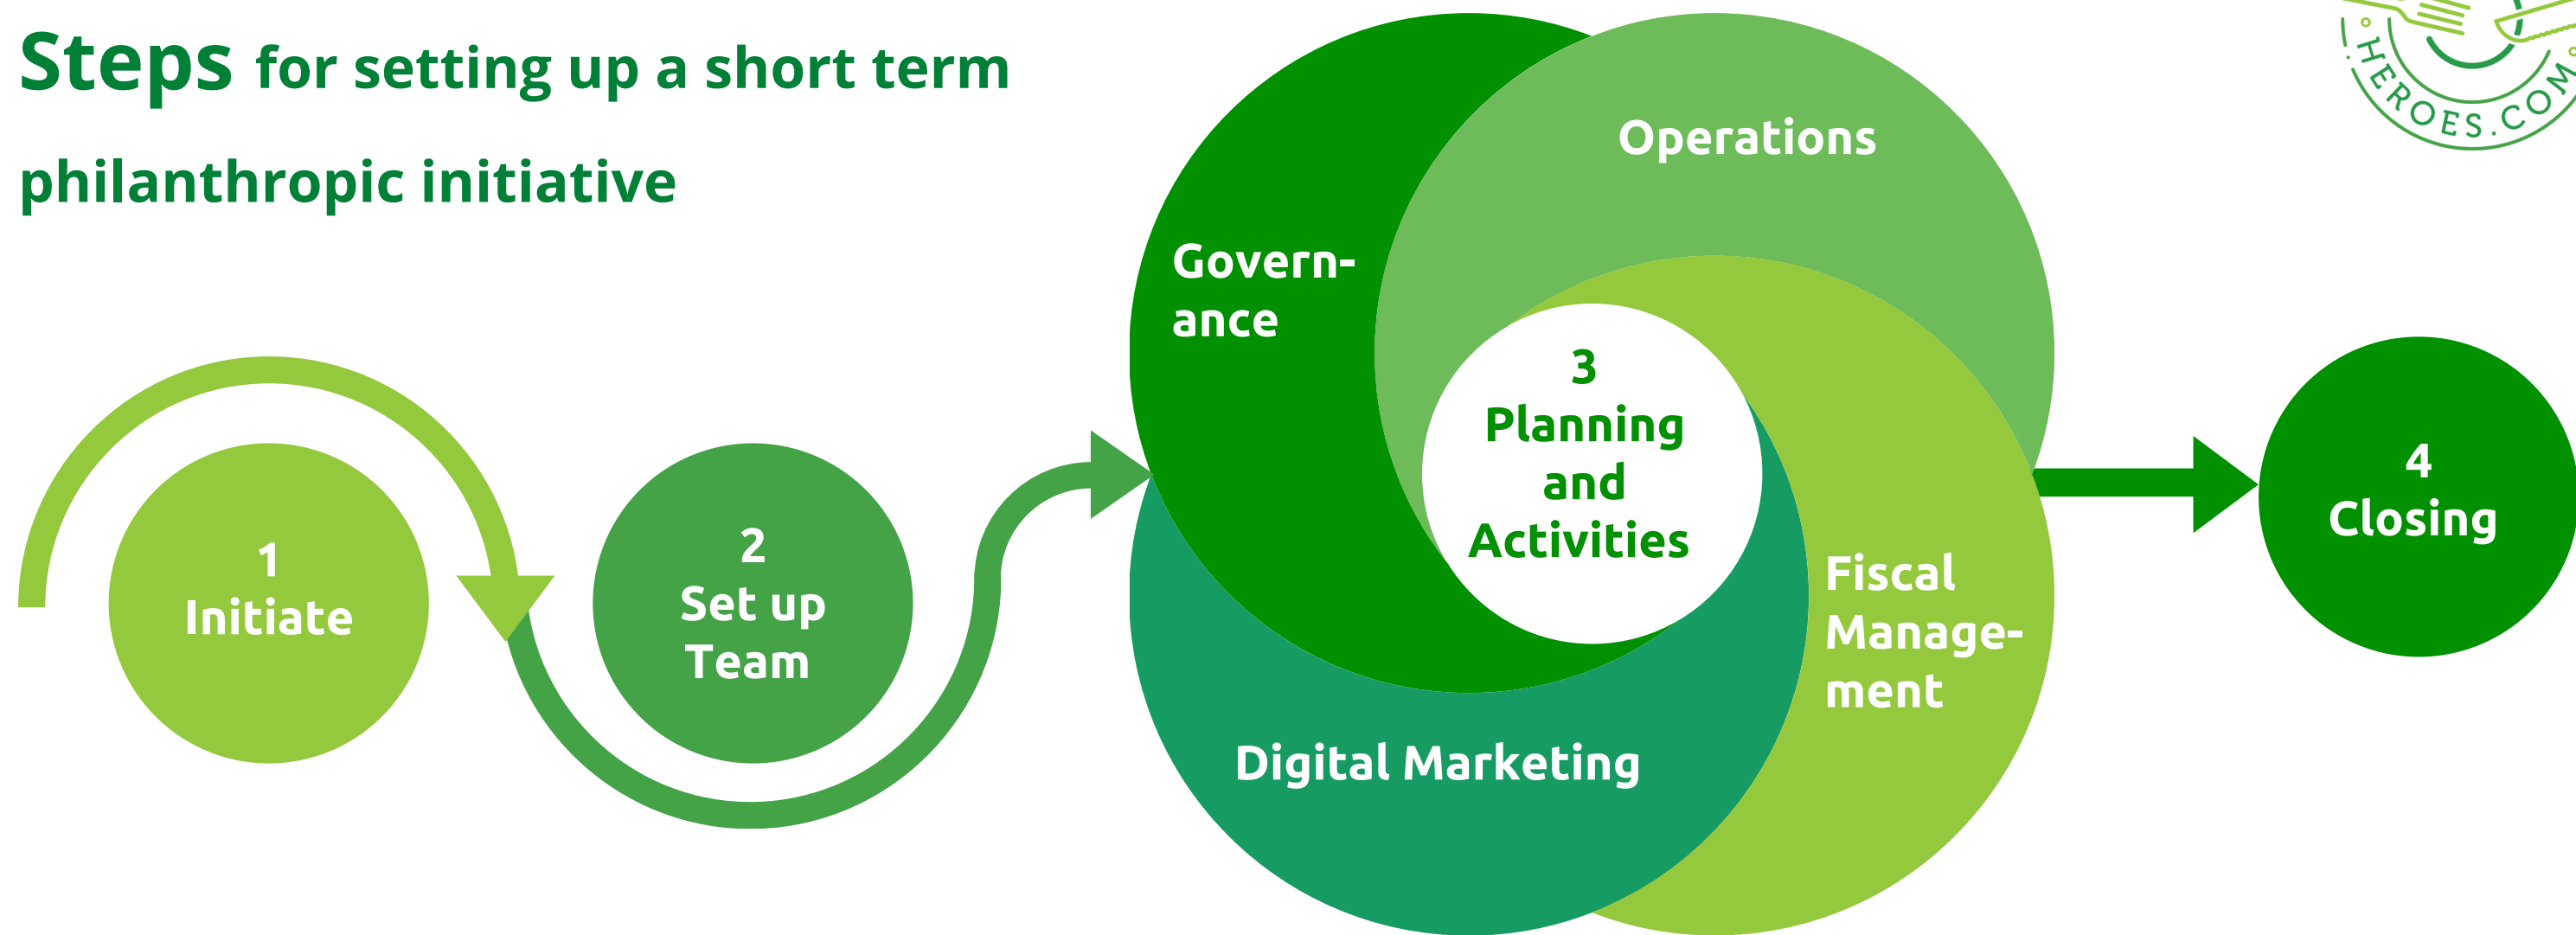 Steps for setting up a short term
philanthropic initiative
HEROES.COM
1
Initiate
2
Set up
Team
Govern-
ance
Operations
3
Planning
and
Activities
Fiscal
Manage-
ment
Digital Marketing
4
Closing